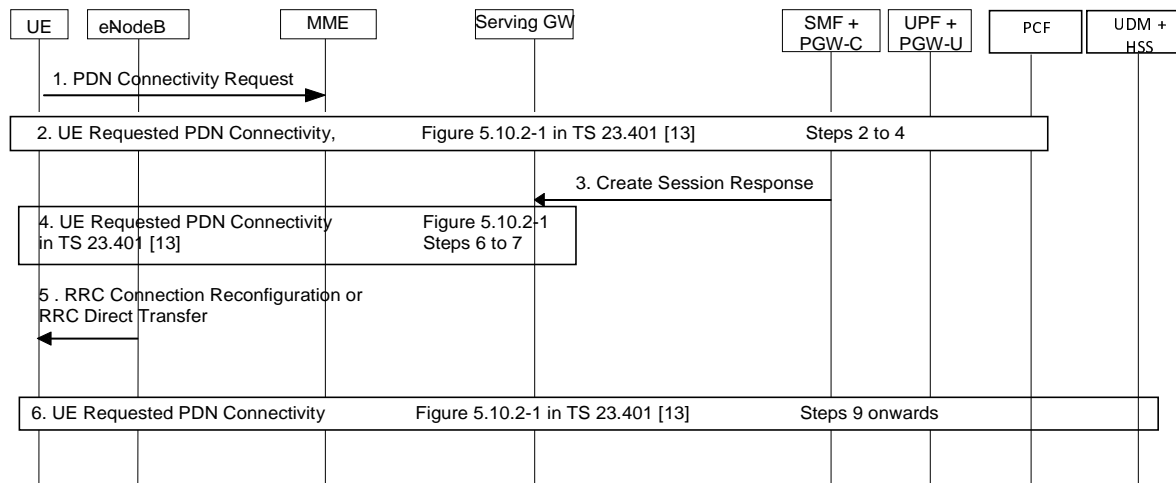 UE
eNodeB
MME
Serving GW
SMF +
PGW-C
UPF +
PGW-U
PCF
UDM +
HSS
1. PDN Connectivity Request
2. UE Requested PDN Connectivity, Figure 5.10.2-1 in TS 23.401 [13] Steps 2 to 4
3. Create Session Response
4. UE Requested PDN Connectivity Figure 5.10.2-1
in TS 23.401 [13] Steps 6 to 7
5 . RRC Connection Reconfiguration or
RRC Direct Transfer
6. UE Requested PDN Connectivity Figure 5.10.2-1 in TS 23.401 [13] Steps 9 onwards